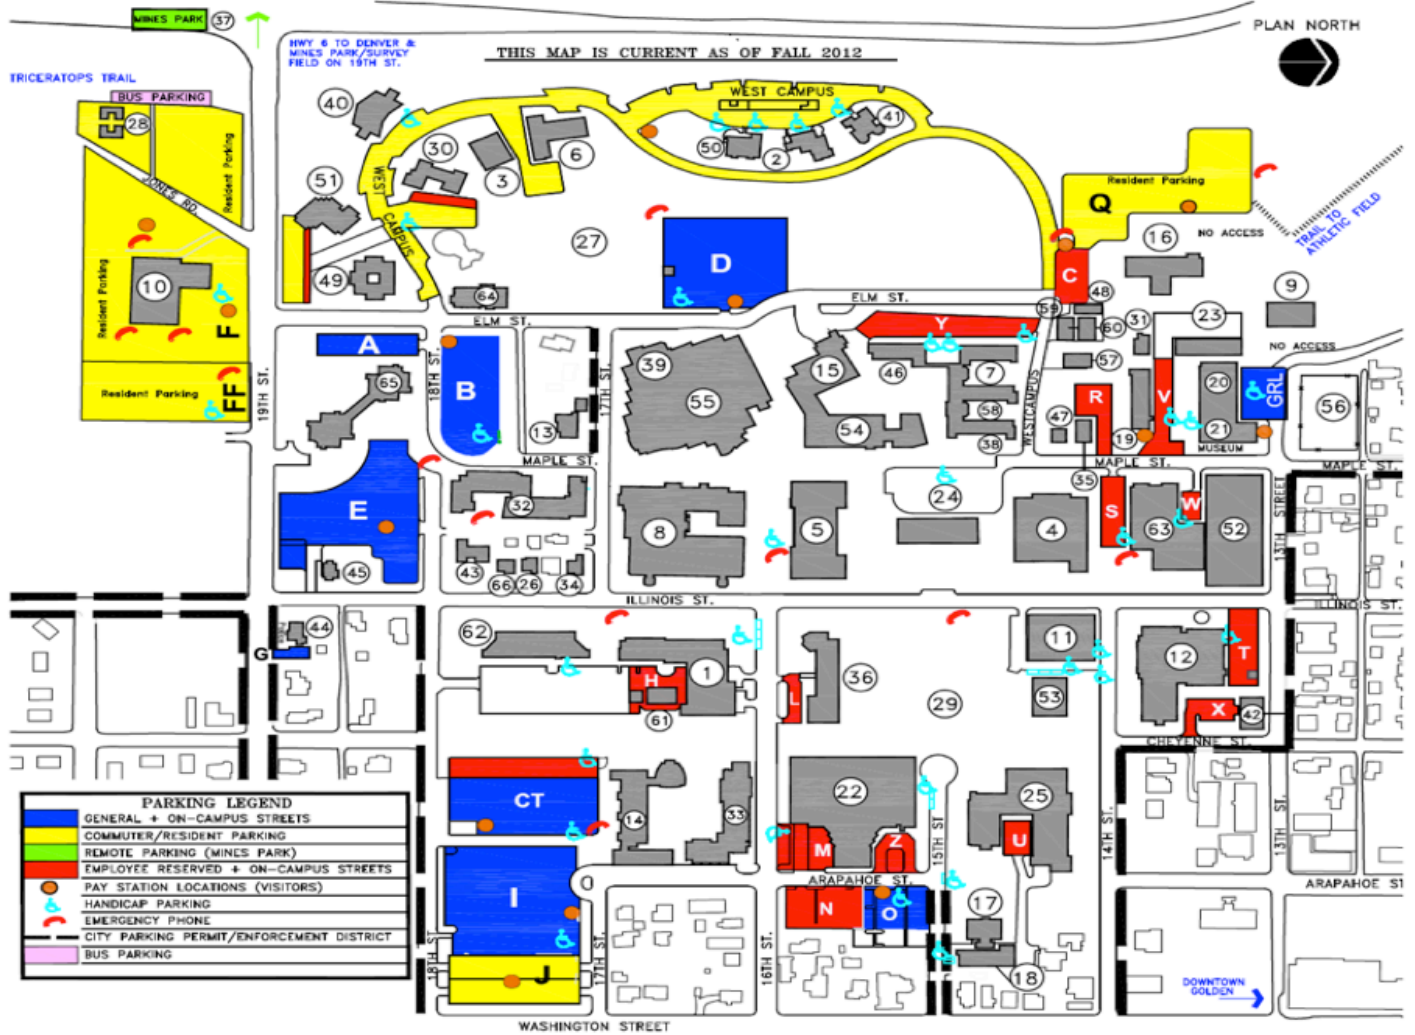 MINES PARK
37
PLAN NORTH
HWY 6 TO DENVER &
MINES PARK/SURVEY
FIELD ON 19TH ST.
THIS MAP IS CURRENT AS OF FALL 2012
TRICERATOPS TRAIL
BUS PARKING
28
Resident Parking
JONES RD.
40
30
3
6
51
WEST
CAMPUS
WEST CAMPUS
50
2
41
Resident Parking
Q
TRAIL TO
ATHLETIC FIELD
NO ACCESS
16
27
D
C
49
64
10
Resident Parking
F
ELM ST.
ELM ST.
59
48
60
31
23
9
NO ACCESS
Y
A
B
65
18TH ST.
19TH ST.
17TH ST.
Resident Parking
FF
39
55
15
46
7
58
38
54
WESTCAMPUS
57
R
47
35
19
V
20
21
MUSEUM
GRL
56
13
MAPLE ST.
MAPLE ST.
MAPLE ST.
E
32
8
5
24
4
S
63
W
52
13TH STREET
45
43
66
26
34
ILLINOIS ST.
ILLINOIS ST.
44
G
62
1
H
61
L
36
29
11
53
12
T
X
42
CHEYENNE ST.
CT
14
33
22
M
Z
25
U
15TH ST
14TH ST.
13TH ST.
ARAPAHOE ST.
ARAPAHOE ST
I
J
N
O
17
18
18TH ST.
17TH ST.
16TH ST.
WASHINGTON STREET
DOWNTOWN
GOLDEN
PARKING LEGEND
GENERAL + ON-CAMPUS STREETS
COMMUTER/RESIDENT PARKING
REMOTE PARKING (MINES PARK)
EMPLOYEE RESERVED + ON-CAMPUS STREETS
PAY STATION LOCATIONS (VISITORS)
HANDICAP PARKING
EMERGENCY PHONE
CITY PARKING PERMIT/ENFORCEMENT DISTRICT
BUS PARKING